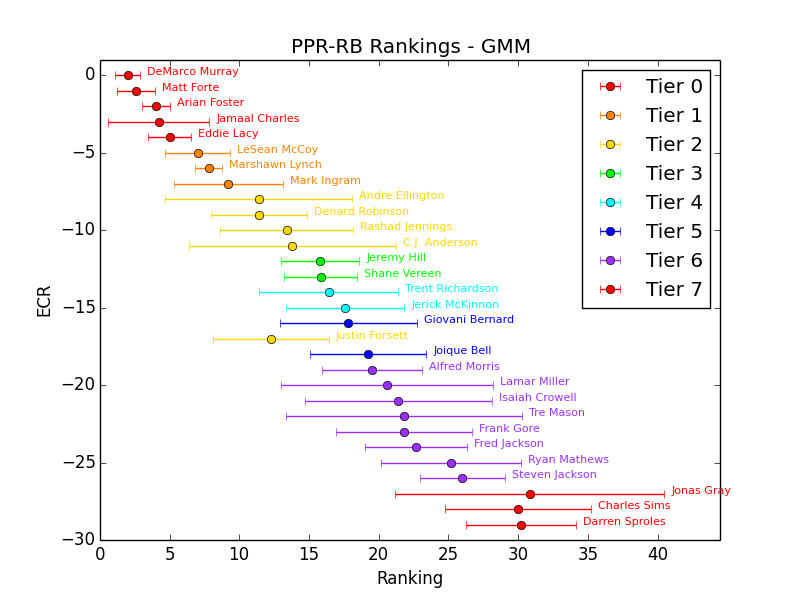 PPR-RB Rankings - GMM
0
−5
−10
−15
−20
−25
−30
ECR
DeMarco Murray
Matt Forte
Arian Foster
Jamaal Charles
Eddie Lacy
LeSean McCoy
Marshawn Lynch
Mark Ingram
Andre Ellington
Denard Robinson
Rashad Jennings
C.J. Anderson
Jeremy Hill
Shane Vereen
Trent Richardson
Jerick McKinnon
Giovani Bernard
Justin Forsett
Joique Bell
Alfred Morris
Lamar Miller
Isaiah Crowell
Tre Mason
Frank Gore
Fred Jackson
Ryan Mathews
Steven Jackson
Jonas Gray
Charles Sims
Darren Sproles
Tier 0
Tier 1
Tier 2
Tier 3
Tier 4
Tier 5
Tier 6
Tier 7
0 5 10 15 20 25 30 35 40
Ranking